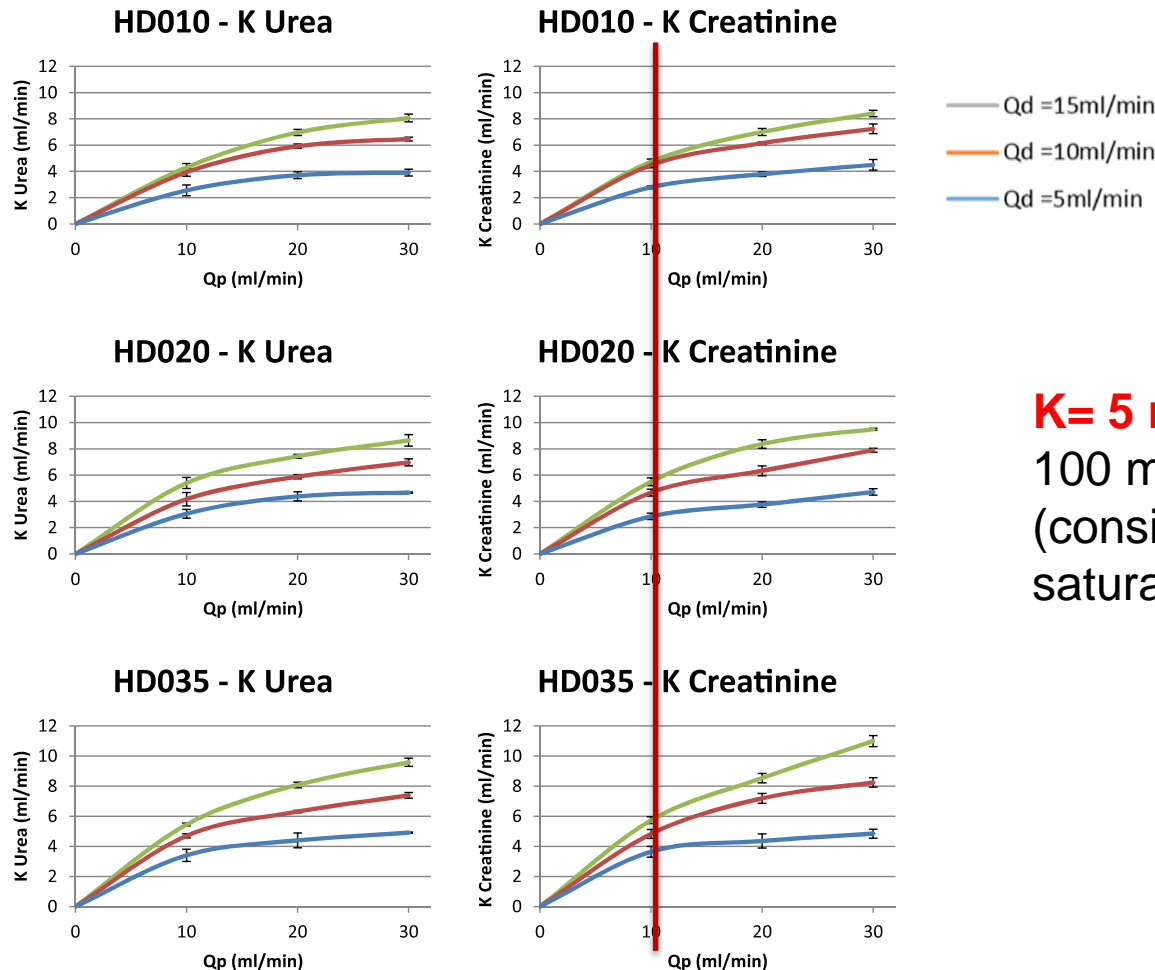 HD010 - K Urea
K Urea (ml/min)
12
10
8
6
4
2
0
0 10 20 30
Qp (ml/min)
HD010 - K Creatinine
K Creatinine (ml/min)
12
10
8
6
4
2
0
0 10 20 30
Qp (ml/min)
Qd =15ml/min
Qd =10ml/min
Qd =5ml/min
HD020 - K Urea
K Urea (ml/min)
12
10
8
6
4
2
0
0 10 20 30
Qp (ml/min)
HD020 - K Creatinine
K Creatinine (ml/min)
12
10
8
6
4
2
0
0 10 20 30
Qp (ml/min)
K= 5
100
HD035 - K Urea
K Urea (ml/min)
12
10
8
6
4
2
0
0 10 20 30
Qp (ml/min)
HD035 - K Creatinine
K Creatinine (ml/min)
12
10
8
6
4
2
0
0 10 20 30
Qp (ml/min)